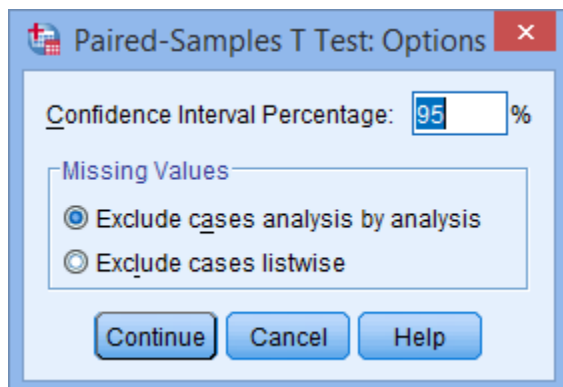 Paired-Samples T Test: Options
Confidence Interval Percentage: 95 %
Missing Values
Exclude cases analysis by analysis
Exclude cases listwise
Continue Cancel Help